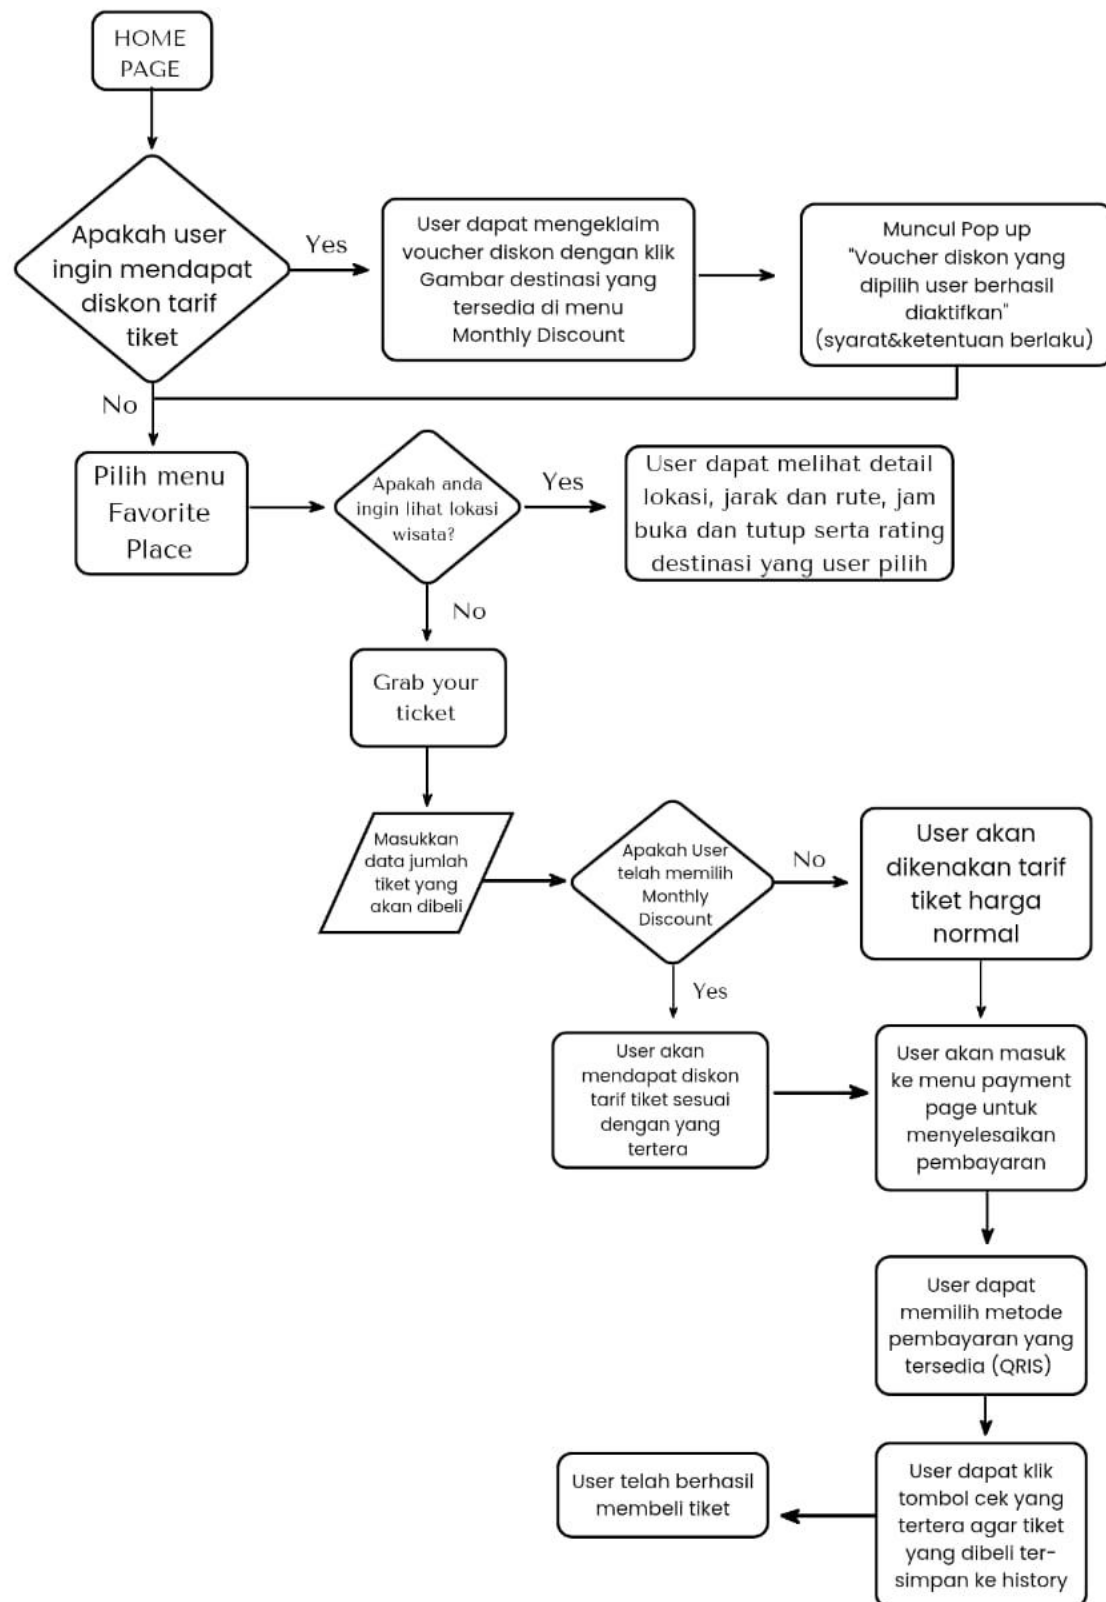 HOME
PAGE
Apakah user
ingin mendapat
diskon tarif
tiket
Yes
User dapat mengeklaim
voucher diskon dengan klik
Gambar destinasi yang
tersedia di menu
Monthly Discount
Muncul Pop up
"Voucher diskon yang
dipilih user berhasil
diaktifkan"
(syarat&ketentuan berlaku)
No
Pilih menu
Favorite
Place
Apakah anda
ingin lihat lokasi
wisata?
Yes
User dapat melihat detail
lokasi, jarak dan rute, jam
buka dan tutup serta rating
destinasi yang user pilih
No
Grab your
ticket
Masukkan
data jumlah
tiket yang
akan dibeli
Apakah User
telah memilih
Monthly
Discount
No
User akan
dikenakan tarif
tiket harga
normal
Yes
User akan
mendapat diskon
tarif tiket sesuai
dengan yang
tertera
User akan masuk
ke menu payment
page untuk
menyelesaikan
pembayaran
User dapat
memilih metode
pembayaran yang
tersedia (QRIS)
User dapat klik
tombol cek yang
tertera agar tiket
yang dibeli ter-
simpan ke history
User telah berhasil
membeli tiket